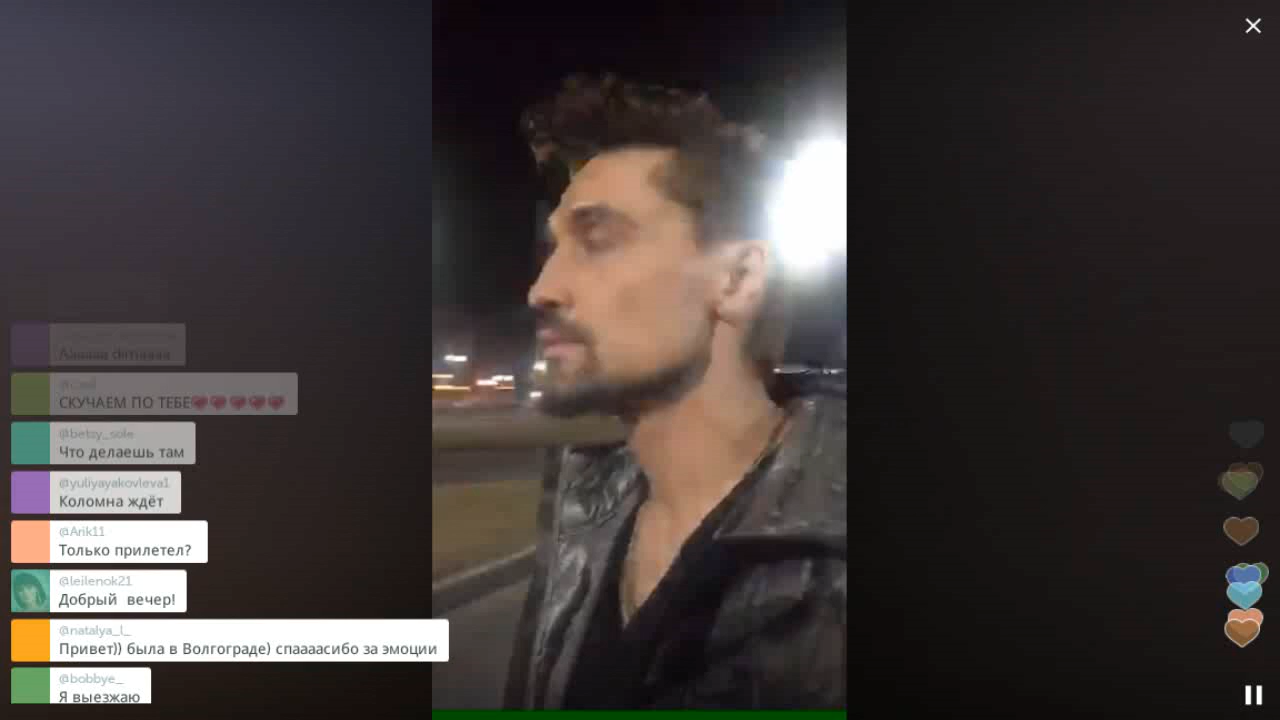 Aaaaaa dimaaaa
СКУЧАЕМ ПО ТЕБЕ💗💗💗💗💗
@betsy_sole
Что делаешь там
@yuliyayakovleva1
Коломна ждёт
@Arik11
Только прилетел?
@leilenok21
Добрый вечер!
@natalya_l_
Привет)) была в Волгограде) спаааасибо за эмоции
@bobbye_
Я выезжаю